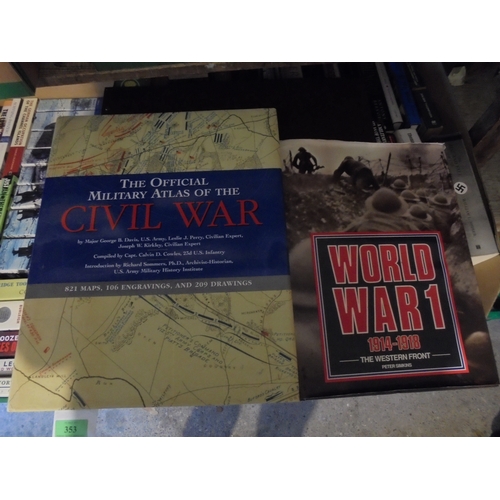 THE OFFICIAL
MILITARY ATLAS OF THE
CIVIL WAR
by Major George B. Davis, U.S. Army, Leslie J. Perry, Civilian Expert,
Joseph W. Kirkley, Civilian Expert
Compiled by Capt. Calvin D. Cowles, 23d U.S. Infantry
Introduction by Richard Sommers, Ph.D., Archivist-Historian,
U.S. Army Military History Institute
821 MAPS, 106 ENGRAVINGS, AND 209 DRAWINGS
WORLD
WAR 1
1914–1918
THE WESTERN FRONT
PETER SIMKINS
353